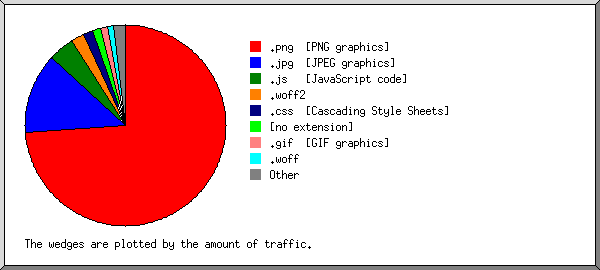 .png [PNG graphics]
.jpg [JPEG graphics]
.js [JavaScript code]
.woff2
.css [Cascading Style Sheets]
[no extension]
.gif [GIF graphics]
.woff
Other
The wedges are plotted by the amount of traffic.